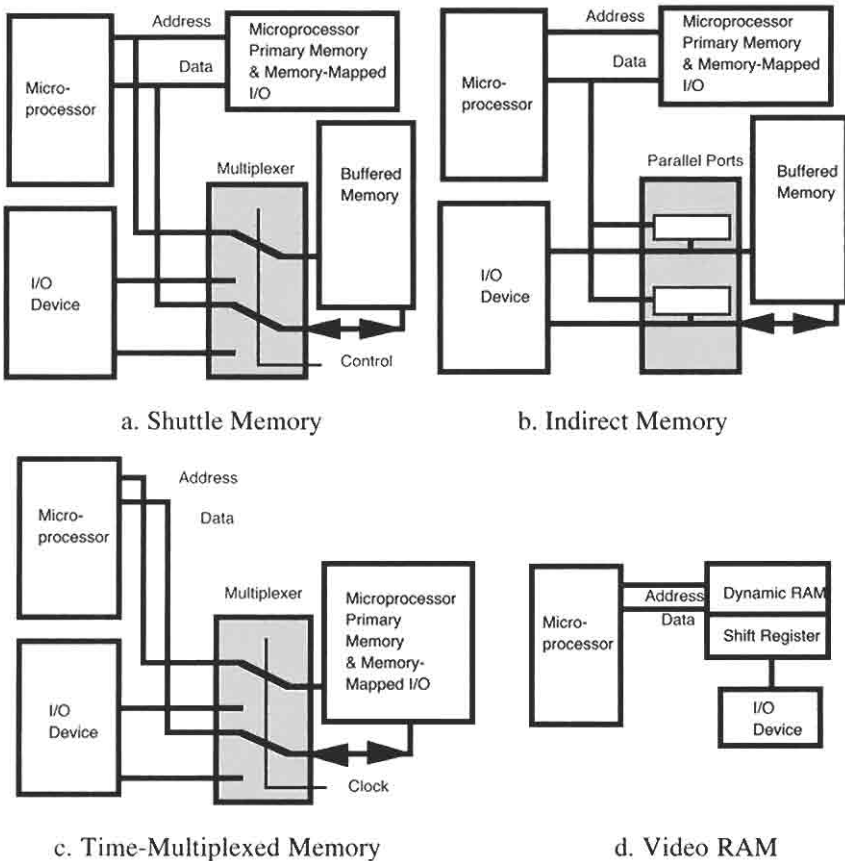 Address
Data
Micro-
processor
Microprocessor
Primary Memory
& Memory-Mapped
I/O
Multiplexer
Buffered
Memory
I/O
Device
Control
a. Shuttle Memory
Address
Data
Micro-
processor
Microprocessor
Primary Memory
& Memory-Mapped
I/O
Parallel Ports
Buffered
Memory
I/O
Device
b. Indirect Memory
Address
Data
Micro-
processor
Multiplexer
Microprocessor
Primary
Memory
& Memory-
Mapped I/O
I/O
Device
Clock
c. Time-Multiplexed Memory
Micro-
processor
Address
Data
Dynamic RAM
Shift Register
I/O
Device
d. Video RAM